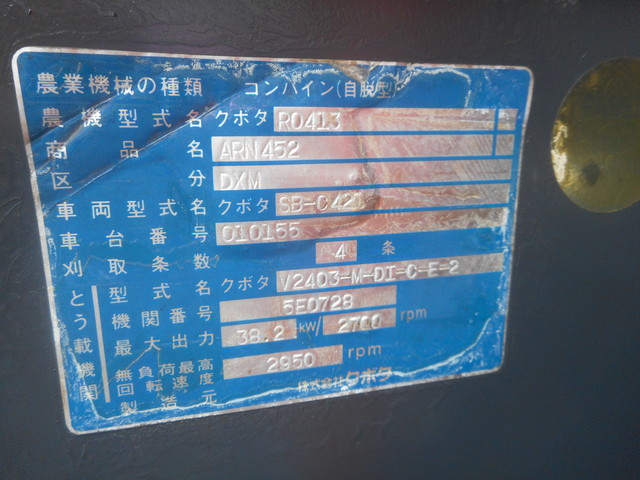 農業機械の種類 コンバイン(自脱型)
農機型式名 クボタ R0413
商品名 ARN452
区分 DXM
車両型式名 クボタ SB-C421
車台番号 010155
刈取条数 4 条
とう載機関 型式名 クボタ V2403-M-DI-C-E-2
機関番号 5E0728
最大出力 38.2 kW/ 2700 rpm
無負荷最高回転速度 2950 rpm
製造元 株式会社クボタ